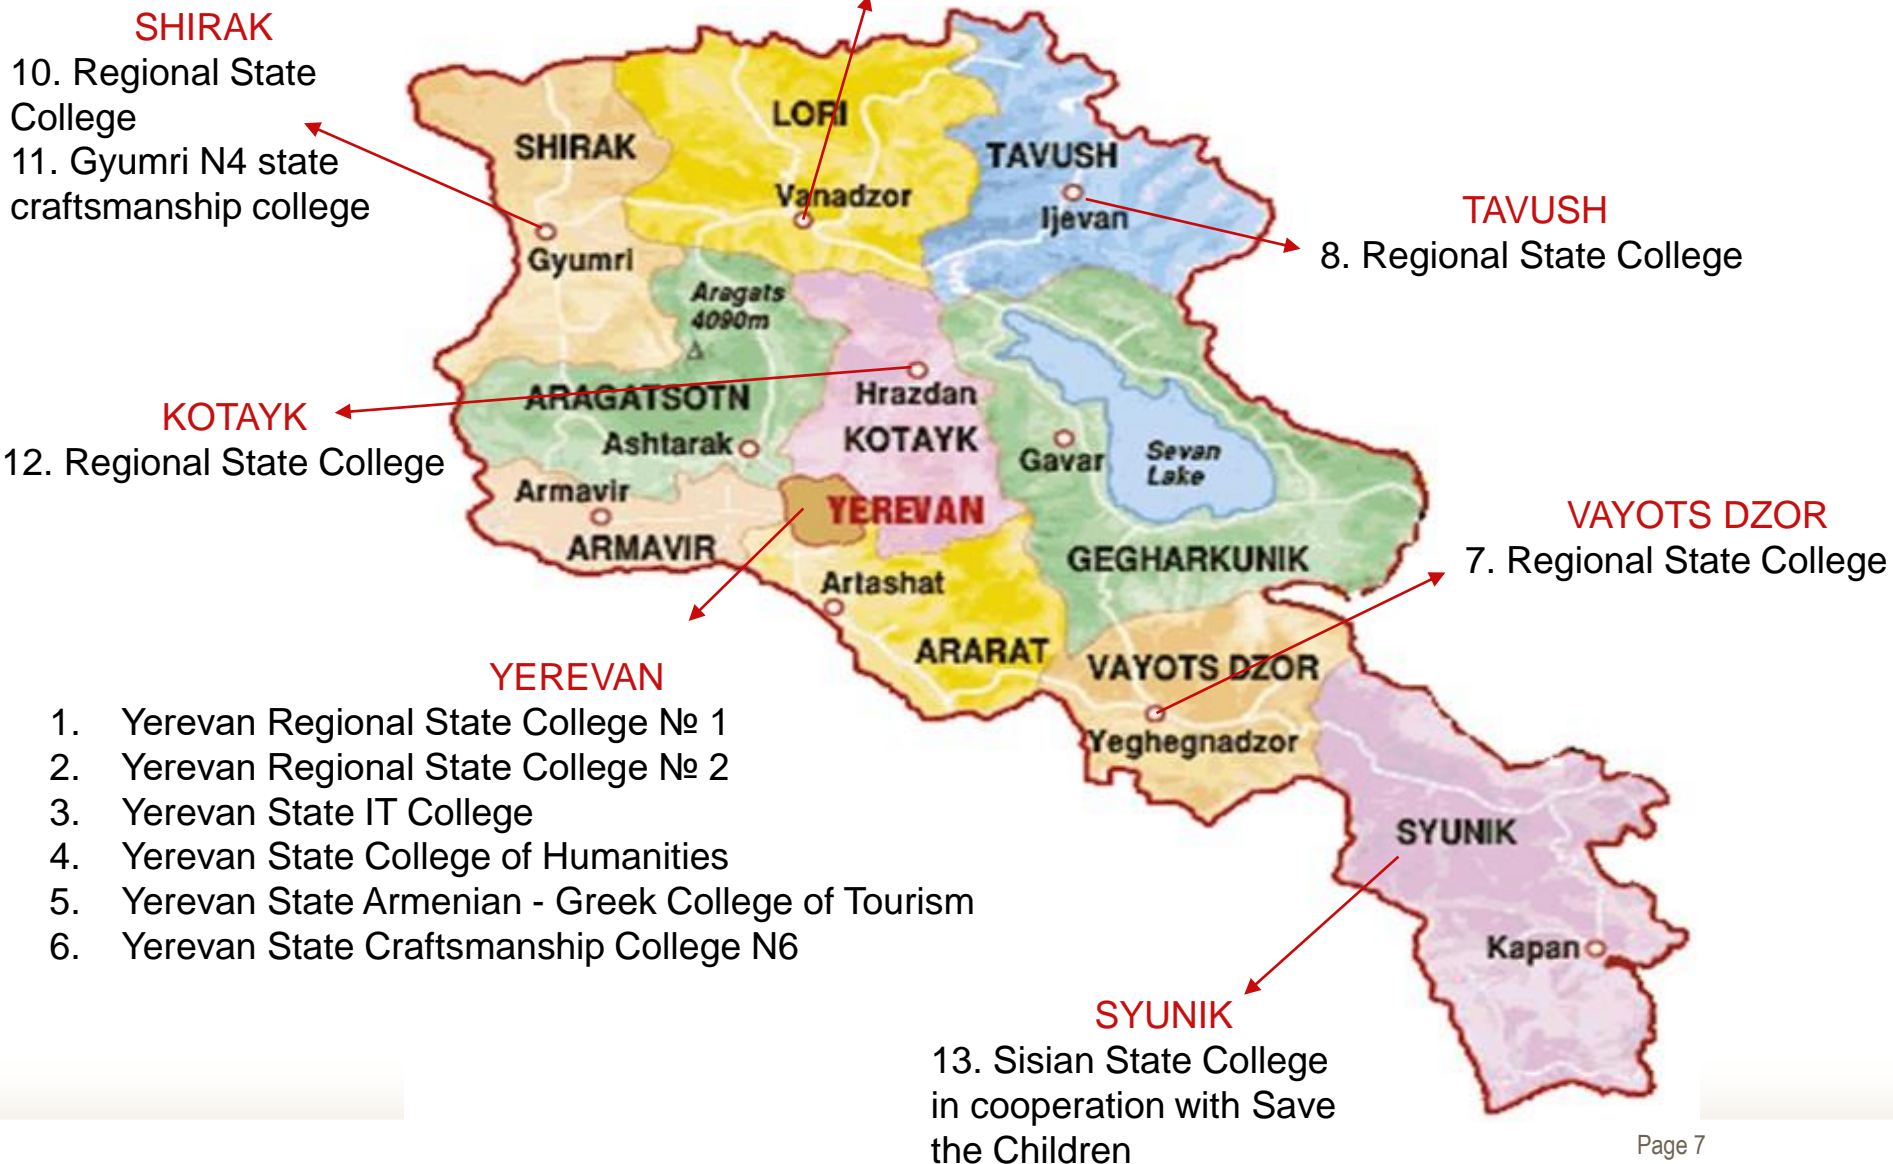 SHIRAK
10. Regional State
College
11. Gyumri N4 state
craftsmanship college
KOTAYK
12. Regional State College
LORI
SHIRAK
TAVUSH
Vanadzor
Ijevan
Gyumri
Aragats
4090m
Hrazdan
ARAGATSOTN
KOTAYK
Ashtarak
Gavar
Sevan
Lake
Armavir
YEREVAN
ARMAVIR
GEGHARKUNIK
Artashat
ARARAT
VAYOTS DZOR
Yeghegnadzor
SYUNIK
Kapan
TAVUSH
8. Regional State College
VAYOTS DZOR
7. Regional State College
YEREVAN
1. Yerevan Regional State College № 1
2. Yerevan Regional State College № 2
3. Yerevan State IT College
4. Yerevan State College of Humanities
5. Yerevan State Armenian - Greek College of Tourism
6. Yerevan State Craftsmanship College N6
SYUNIK
13. Sisian State College
in cooperation with Save
the Children
Page 7